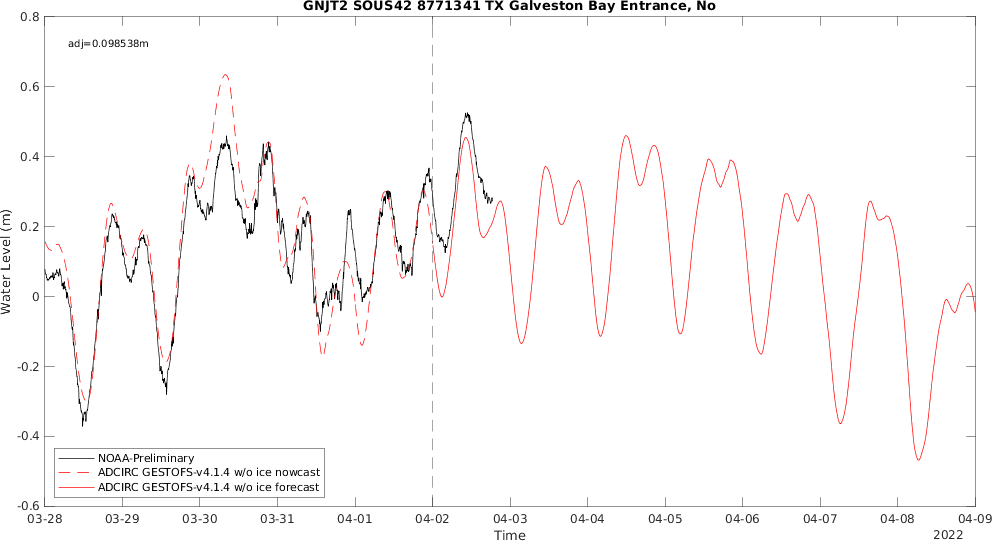 GNJT2 SOUS42 8771341 TX Galveston Bay Entrance, No
adj=0.098538m
0.8
0.6
0.4
0.2
0
-0.2
-0.4
-0.6
Water Level (m)
NOAA-Preliminary
ADCIRC GESTOFS-v4.1.4 w/o ice nowcast
ADCIRC GESTOFS-v4.1.4 w/o ice forecast
03-28 03-29 03-30 03-31 04-01 04-02 04-03 04-04 04-05 04-06 04-07 04-08 04-09
Time
2022